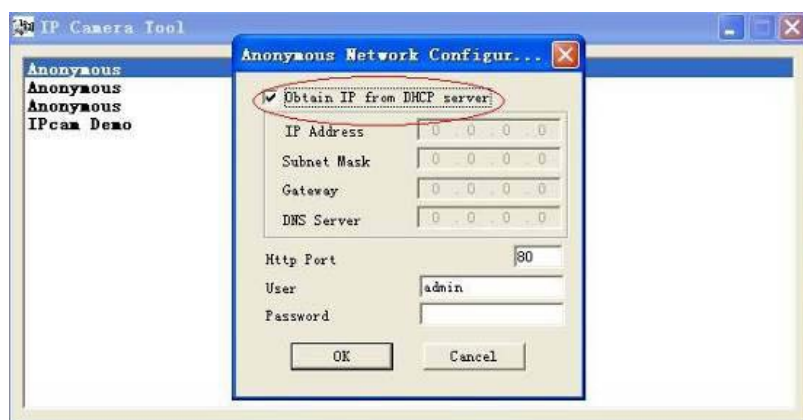 IP Camera Tool
Anonymous
Anonymous
Anonymous
IPcam Demo
Anonymous Network Configur...
Obtain IP from DHCP server
IP Address 0 . 0 . 0 . 0
Subnet Mask 0 . 0 . 0 . 0
Gateway 0 . 0 . 0 . 0
DNS Server 0 . 0 . 0 . 0
Http Port 80
User admin
Password
OK Cancel